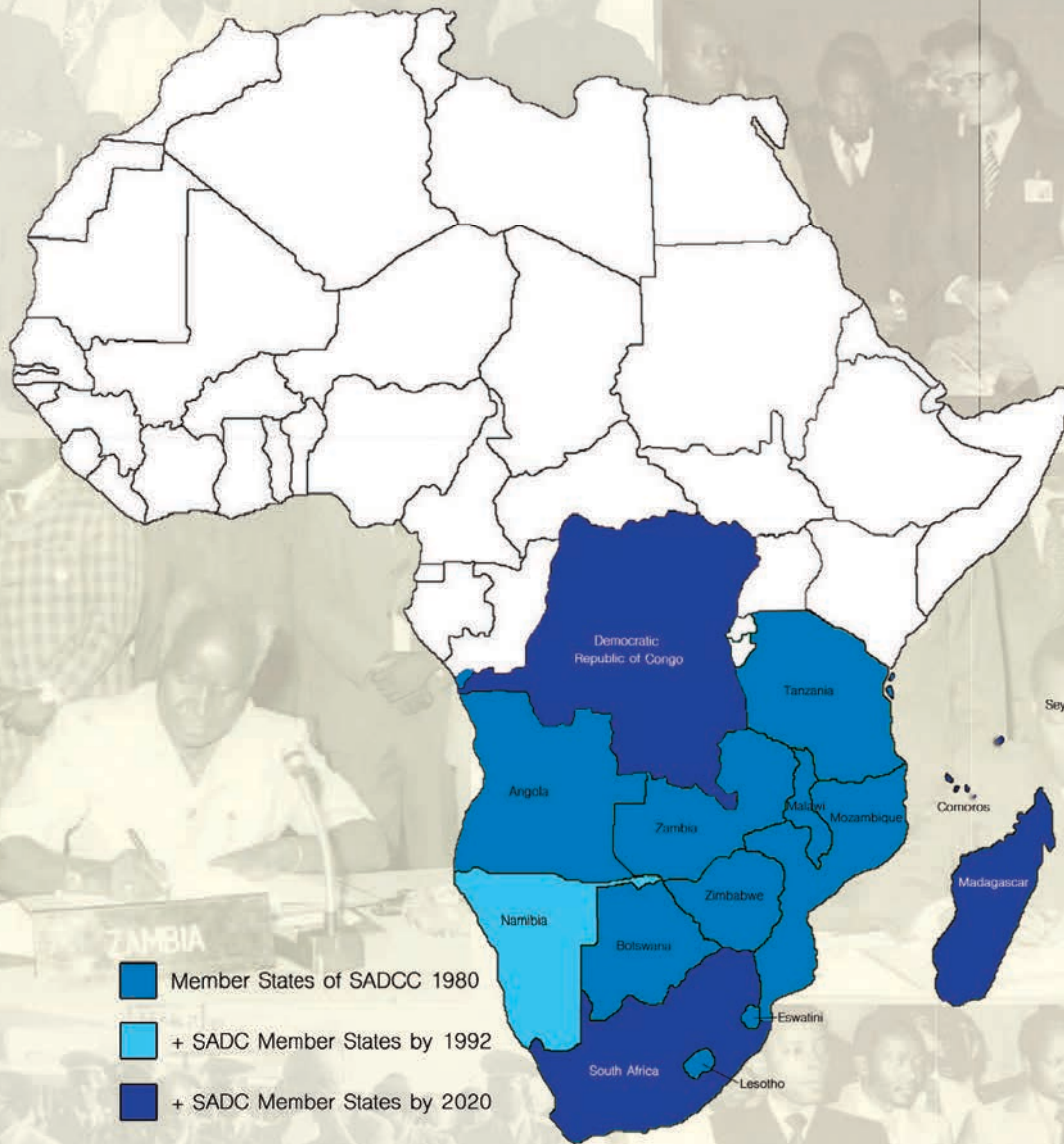 Democratic
Republic of Congo
Tanzania
Sey
Angola
Malawi
Comoros
Zambia
Mozambique
Madagascar
Zimbabwe
Namibia
Botswana
ZAMBIA
Member States of SADCC 1980
Eswatini
+ SADC Member States by 1992
South Africa
Lesotho
+ SADC Member States by 2020